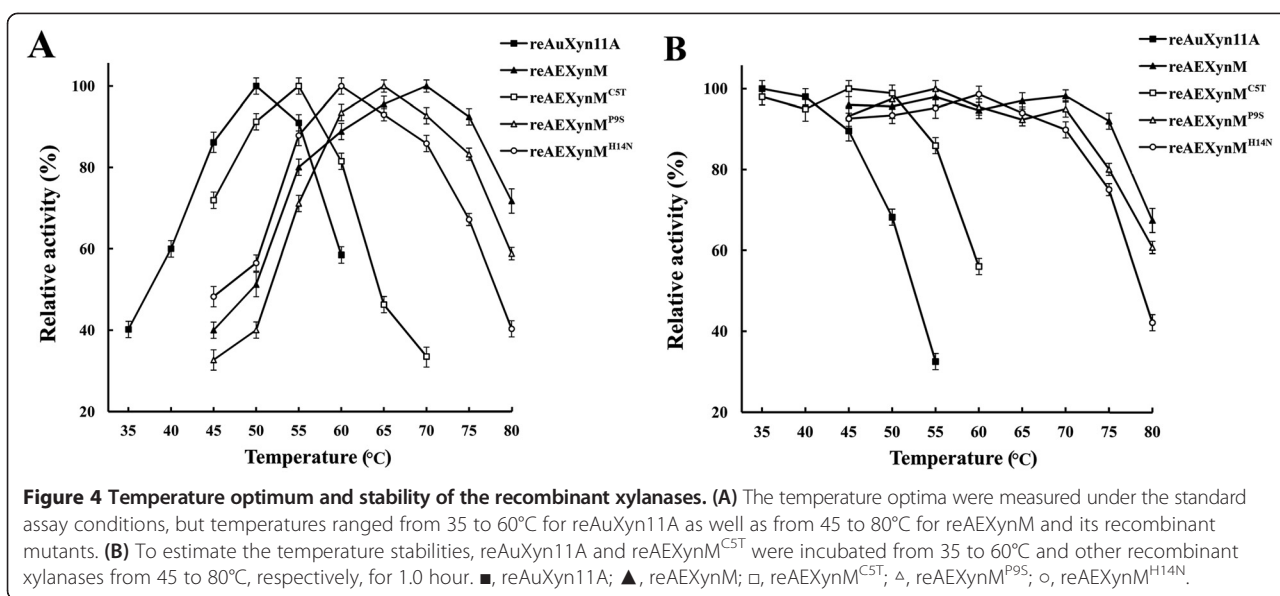 A
reAuXyn11A
reAEXynM
reAEXynM^C5T
reAEXynM^P9S
reAEXynM^H14N
Relative activity (%)
100
80
60
40
20
35 40 45 50 55 60 65 70 75 80
Temperature (°C)
B
reAuXyn11A
reAEXynM
reAEXynM^C5T
reAEXynM^P9S
reAEXynM^H14N
Relative activity (%)
100
80
60
40
20
35 40 45 50 55 60 65 70 75 80
Temperature (°C)
Figure 4 Temperature optimum and stability of the recombinant xylanases. (A) The temperature optima were measured under the standard
assay conditions, but temperatures ranged from 35 to 60°C for reAuXyn11A as well as from 45 to 80°C for reAEXynM and its recombinant
mutants. (B) To estimate the temperature stabilities, reAuXyn11A and reAEXynM^C5T were incubated from 35 to 60°C and other recombinant
xylanases from 45 to 80°C, respectively, for 1.0 hour. ■, reAuXyn11A; ▲, reAEXynM; □, reAEXynM^C5T; △, reAEXynM^P9S; ○, reAEXynM^H14N.